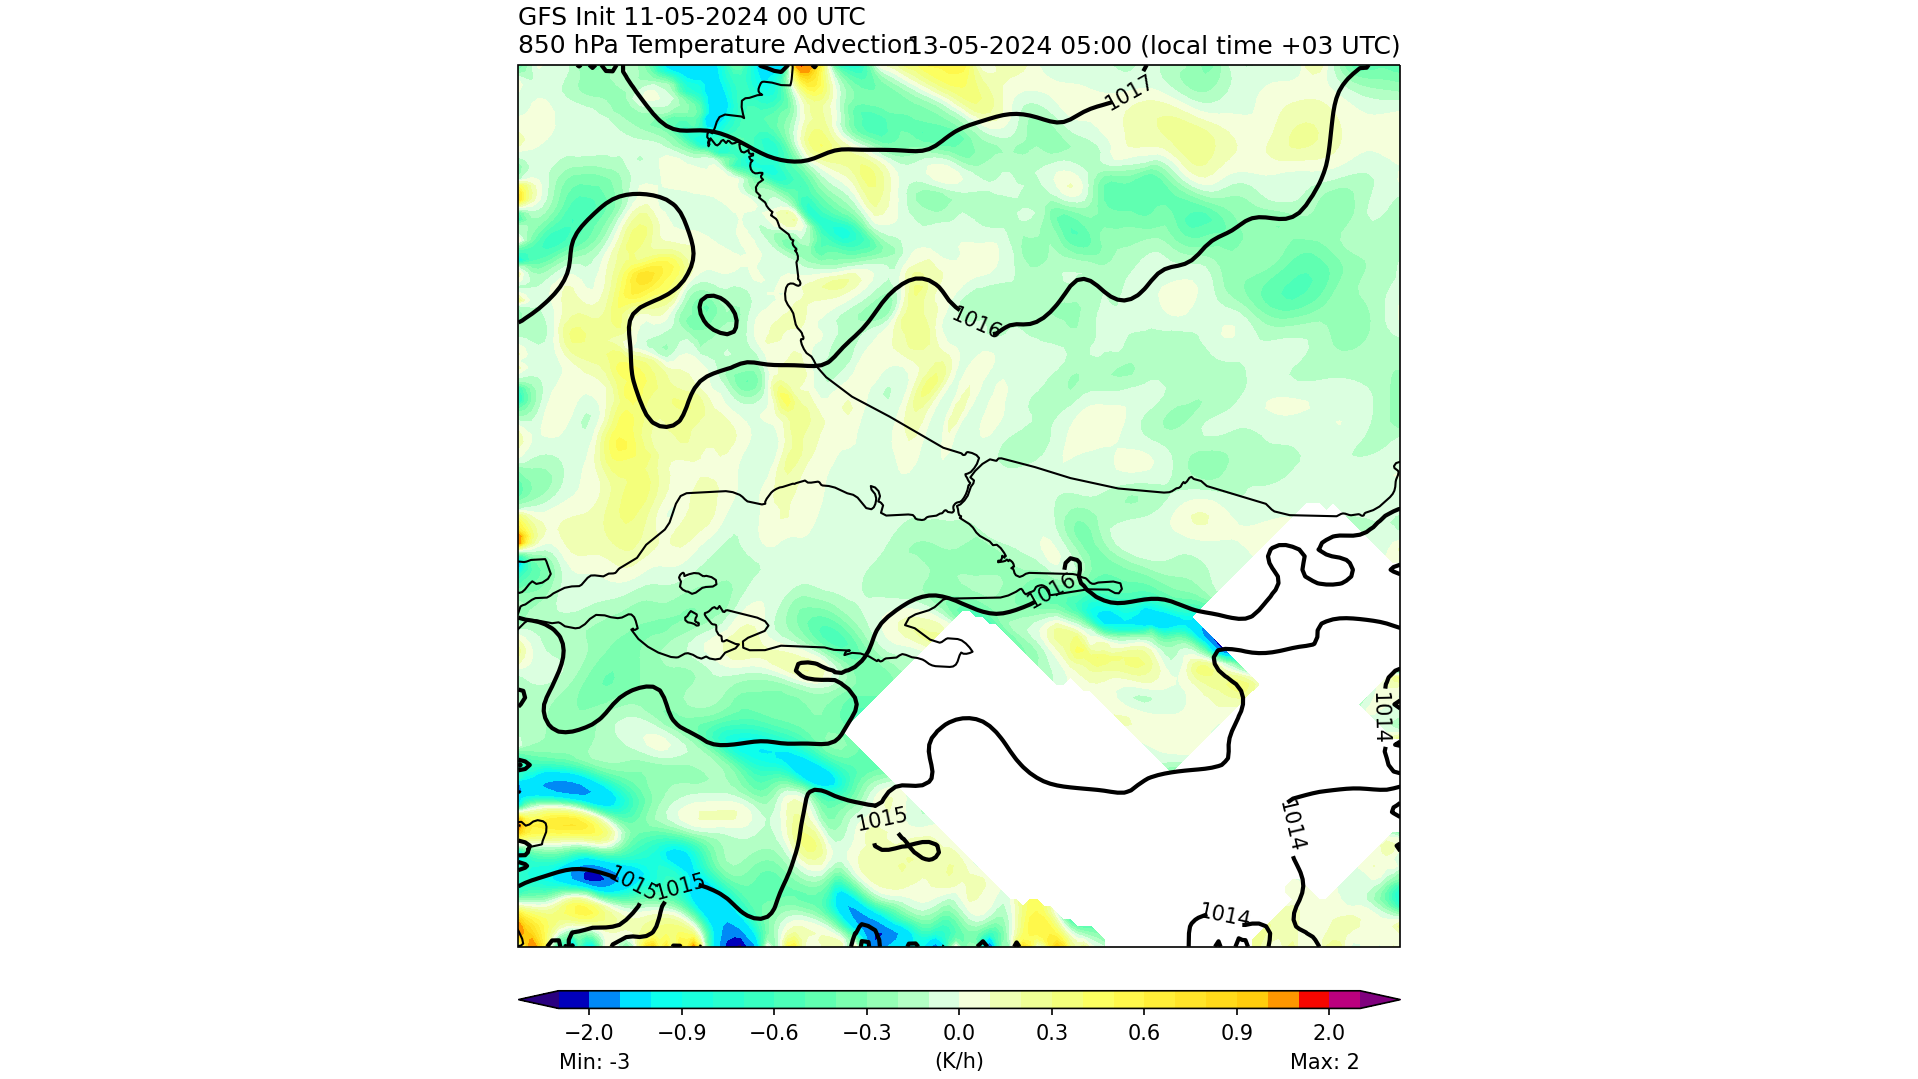 GFS Init 11-05-2024 00 UTC
850 hPa Temperature Advection
13-05-2024 05:00 (local time +03 UTC)
1017
1016
1016
1014
1014
1015
1015
1015
1014
−2.0 −0.9 −0.6 −0.3 0.0 0.3 0.6 0.9 2.0
Min: -3 (K/h) Max: 2